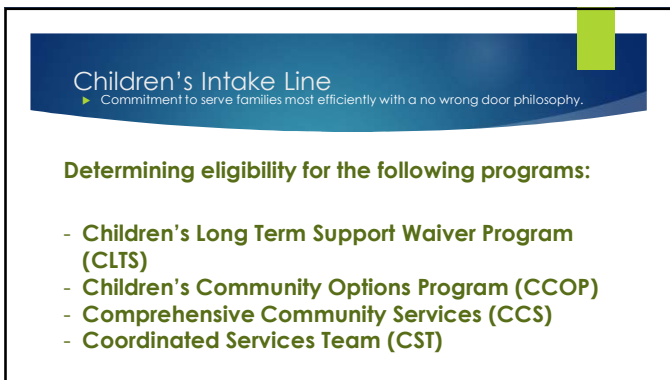 Children's Intake Line
Commitment to serve families most efficiently with a no wrong door philosophy.
Determining eligibility for the following programs:
- Children's Long Term Support Waiver Program
(CLTS)
- Children's Community Options Program (CCOP)
- Comprehensive Community Services (CCS)
- Coordinated Services Team (CST)